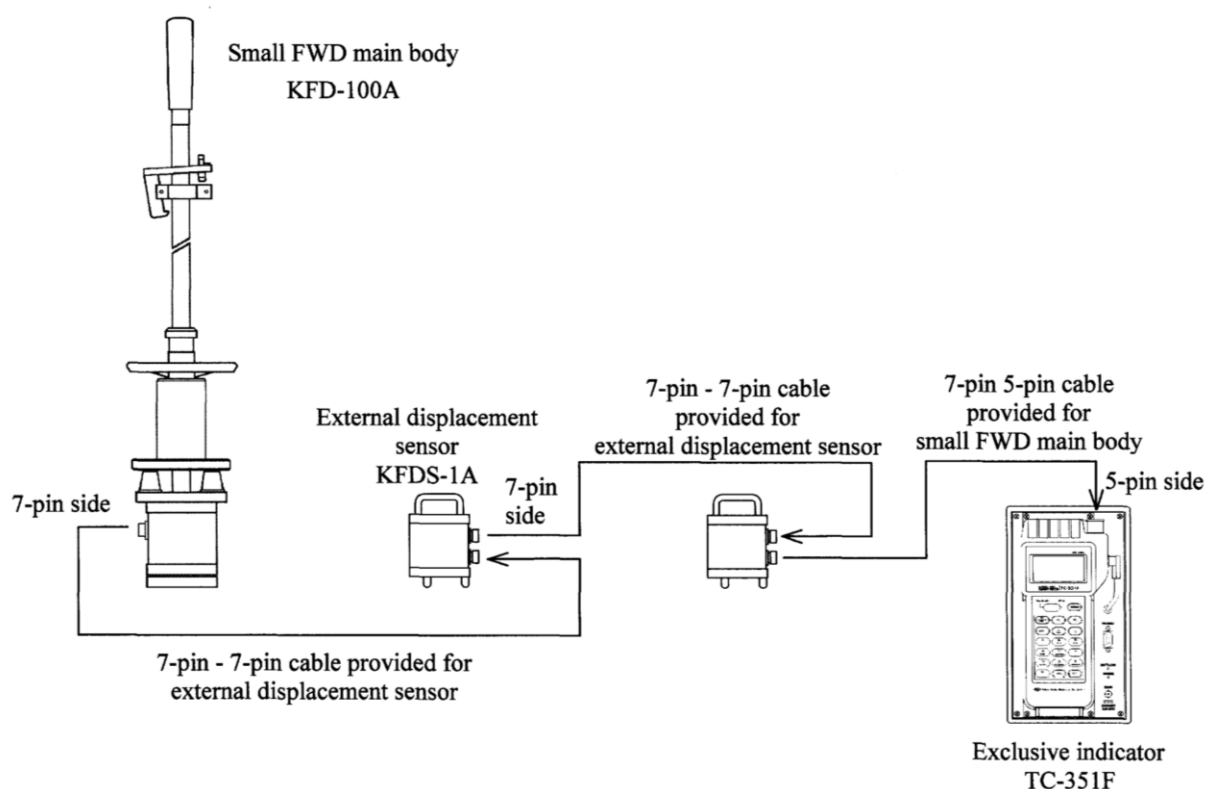 Small FWD main body
KFD-100A
7-pin side
External displacement
sensor
KFDS-1A
7-pin
side
7-pin - 7-pin cable
provided for
external displacement sensor
7-pin 5-pin cable
provided for
small FWD main body
5-pin side
7-pin - 7-pin cable provided for
external displacement sensor
Exclusive indicator
TC-351F